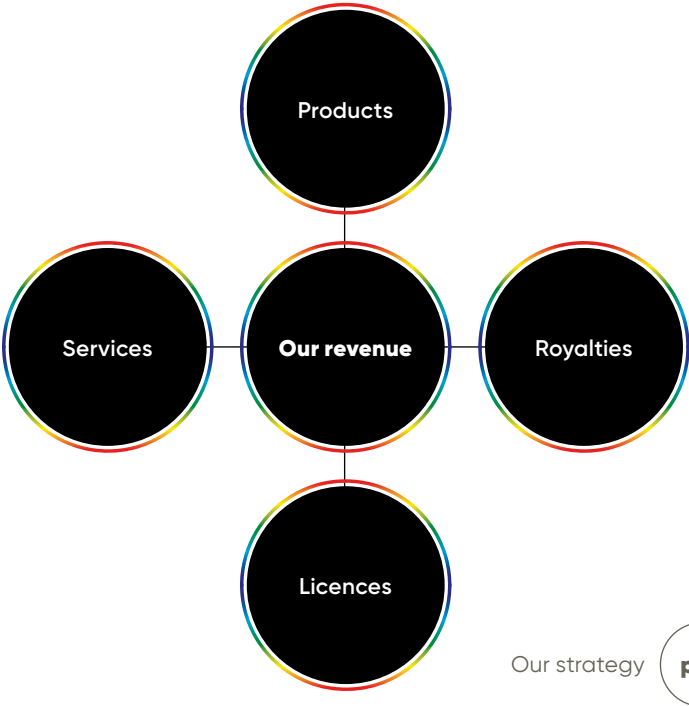 Products
Services
Our revenue
Royalties
Licences
Our strategy